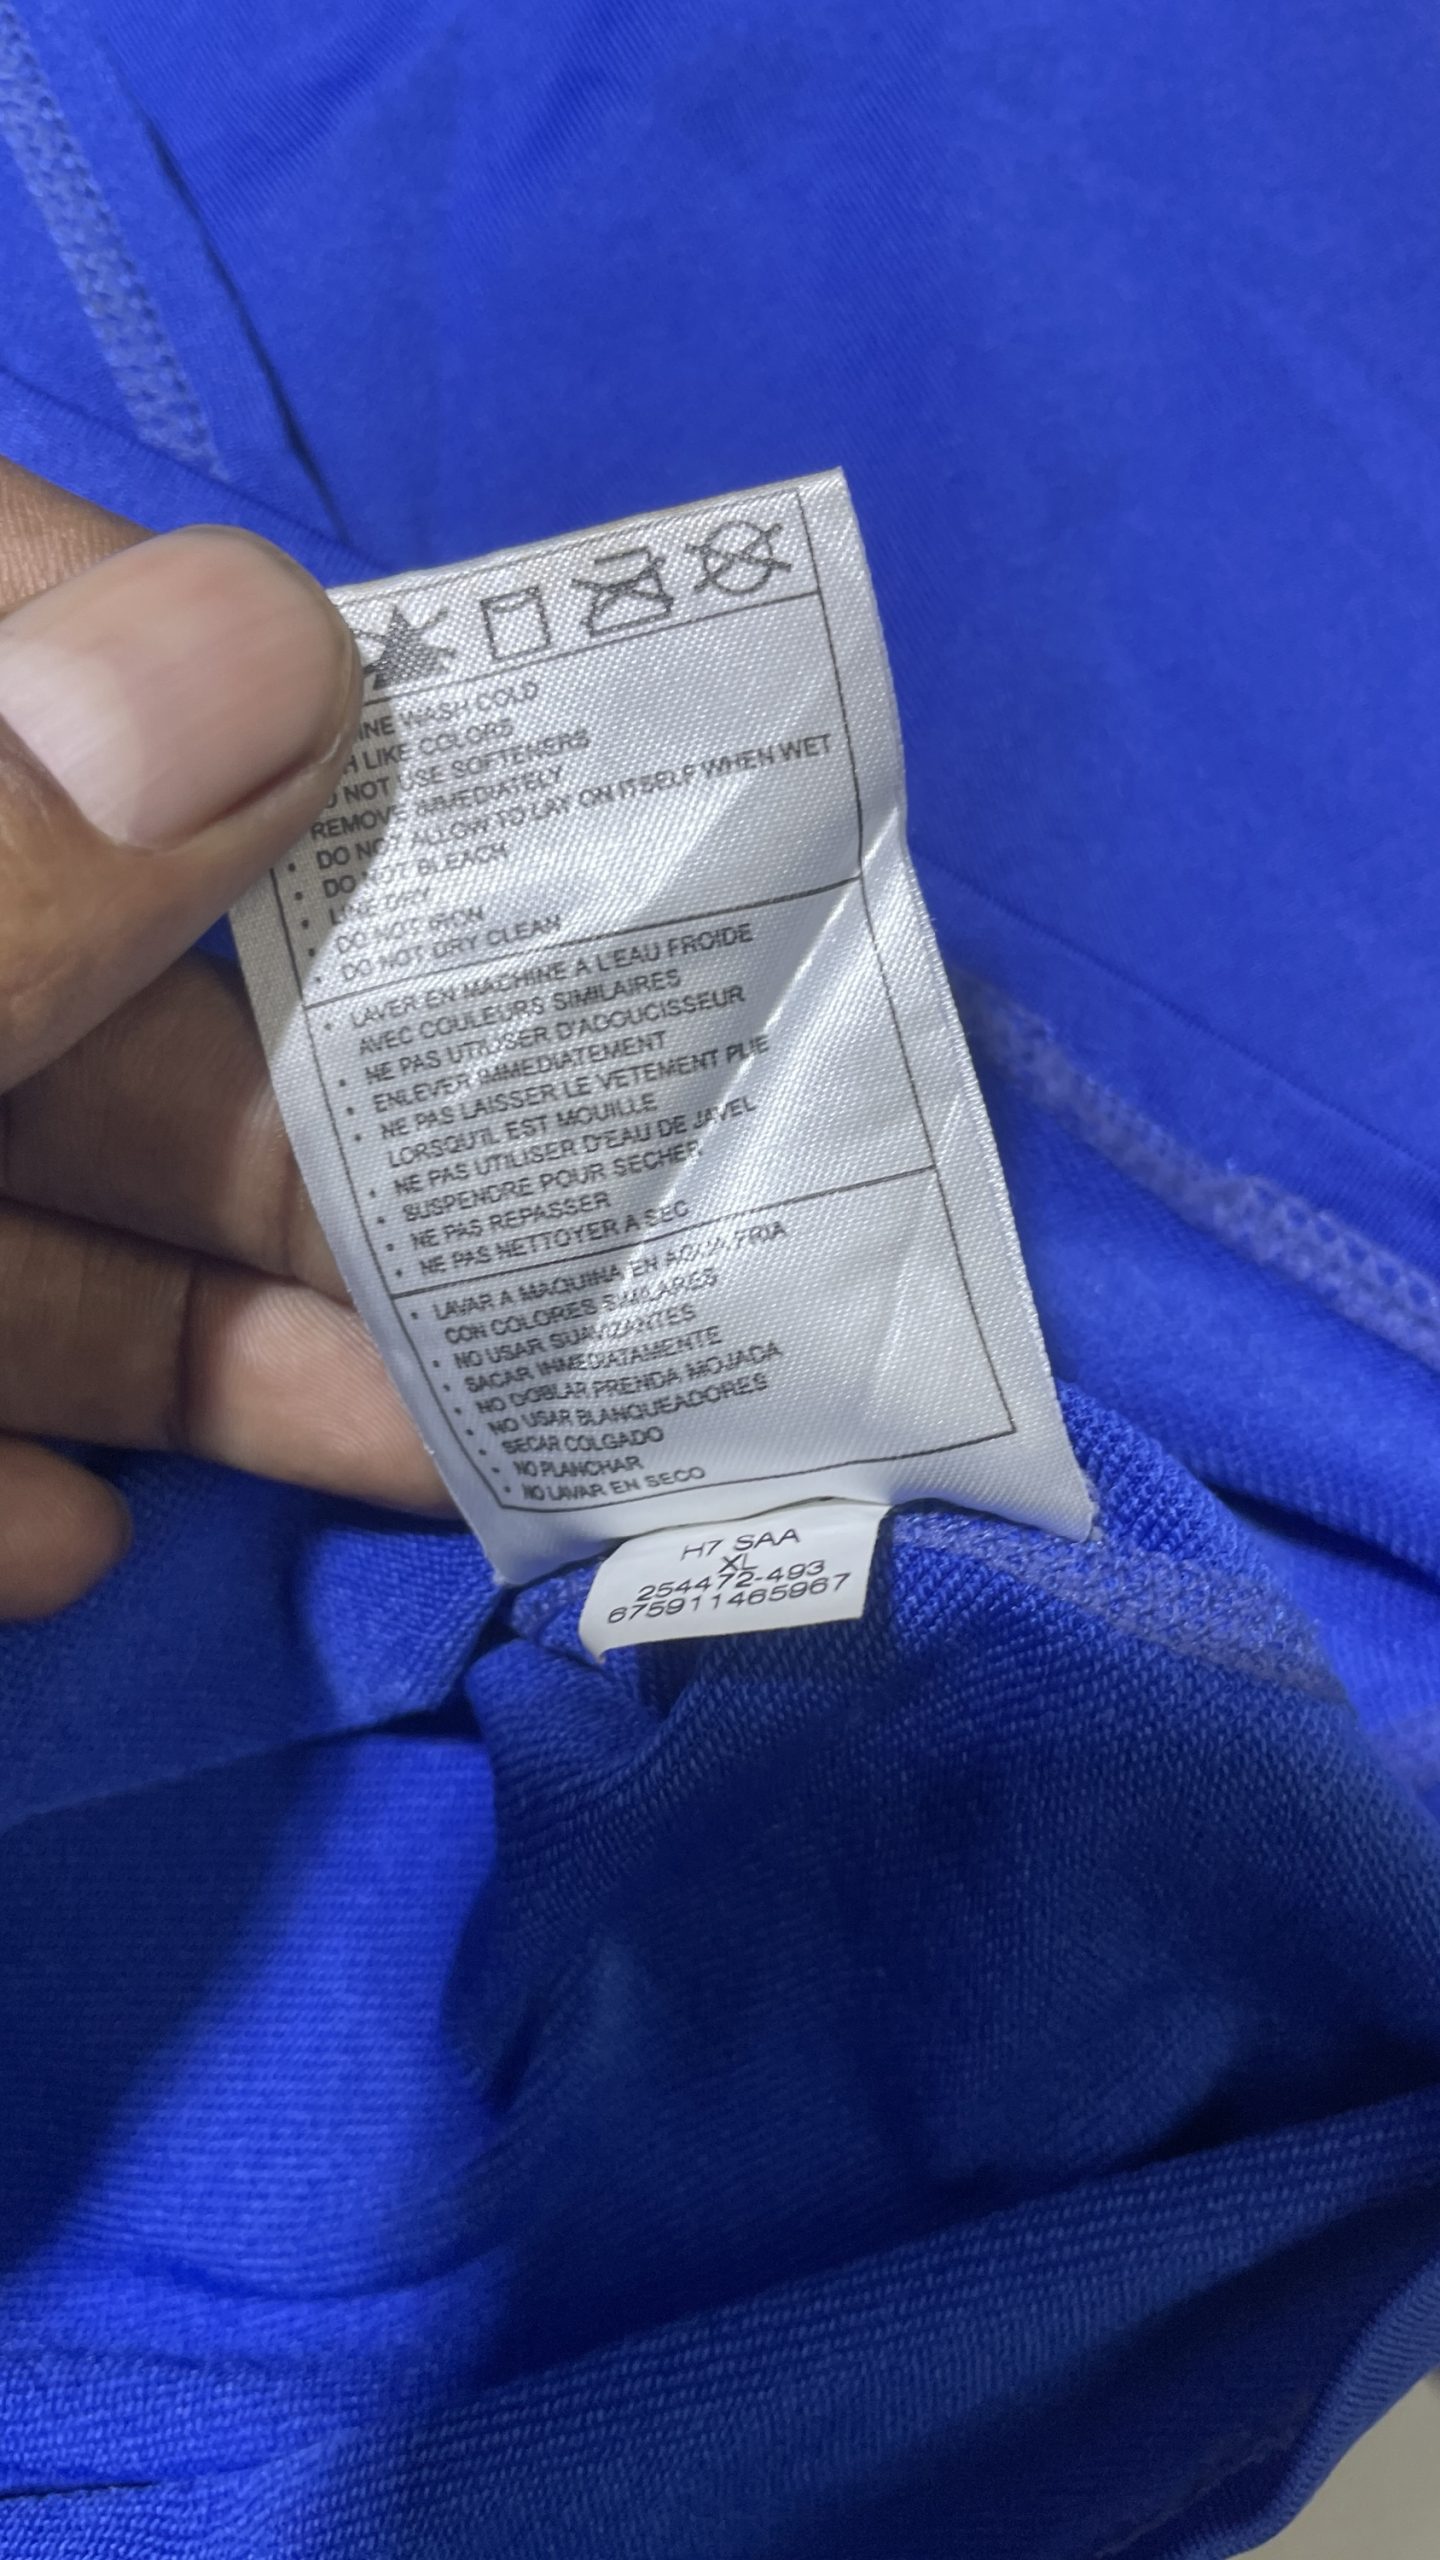 INE WASH COLD
H LIKE COLORS
NOT USE SOFTENERS
REMOVE IMMEDIATELY
• DO NOT ALLOW TO LAY ON ITSELF WHEN WET
• DO NOT BLEACH
• LINE DRY
• DO NOT IRON
• DO NOT DRY CLEAN
• LAVER EN MACHINE A L'EAU FROIDE
AVEC COULEURS SIMILAIRES
• NE PAS UTILISER D'ADOUCISSEUR
• ENLEVER IMMEDIATEMENT
• NE PAS LAISSER LE VETEMENT PLIE
LORSQU'IL EST MOUILLE
• NE PAS UTILISER D'EAU DE JAVEL
• SUSPENDRE POUR SECHER
• NE PAS REPASSER
• NE PAS NETTOYER A SEC
• LAVAR A MAQUINA EN AGUA FRIA
CON COLORES SIMILARES
• NO USAR SUAVIZANTES
• SACAR INMEDIATAMENTE
• NO DOBLAR PRENDA MOJADA
• NO USAR BLANQUEADORES
• SECAR COLGADO
• NO PLANCHAR
• NO LAVAR EN SECO
H7 SAA
XL
254472-493
675911465967